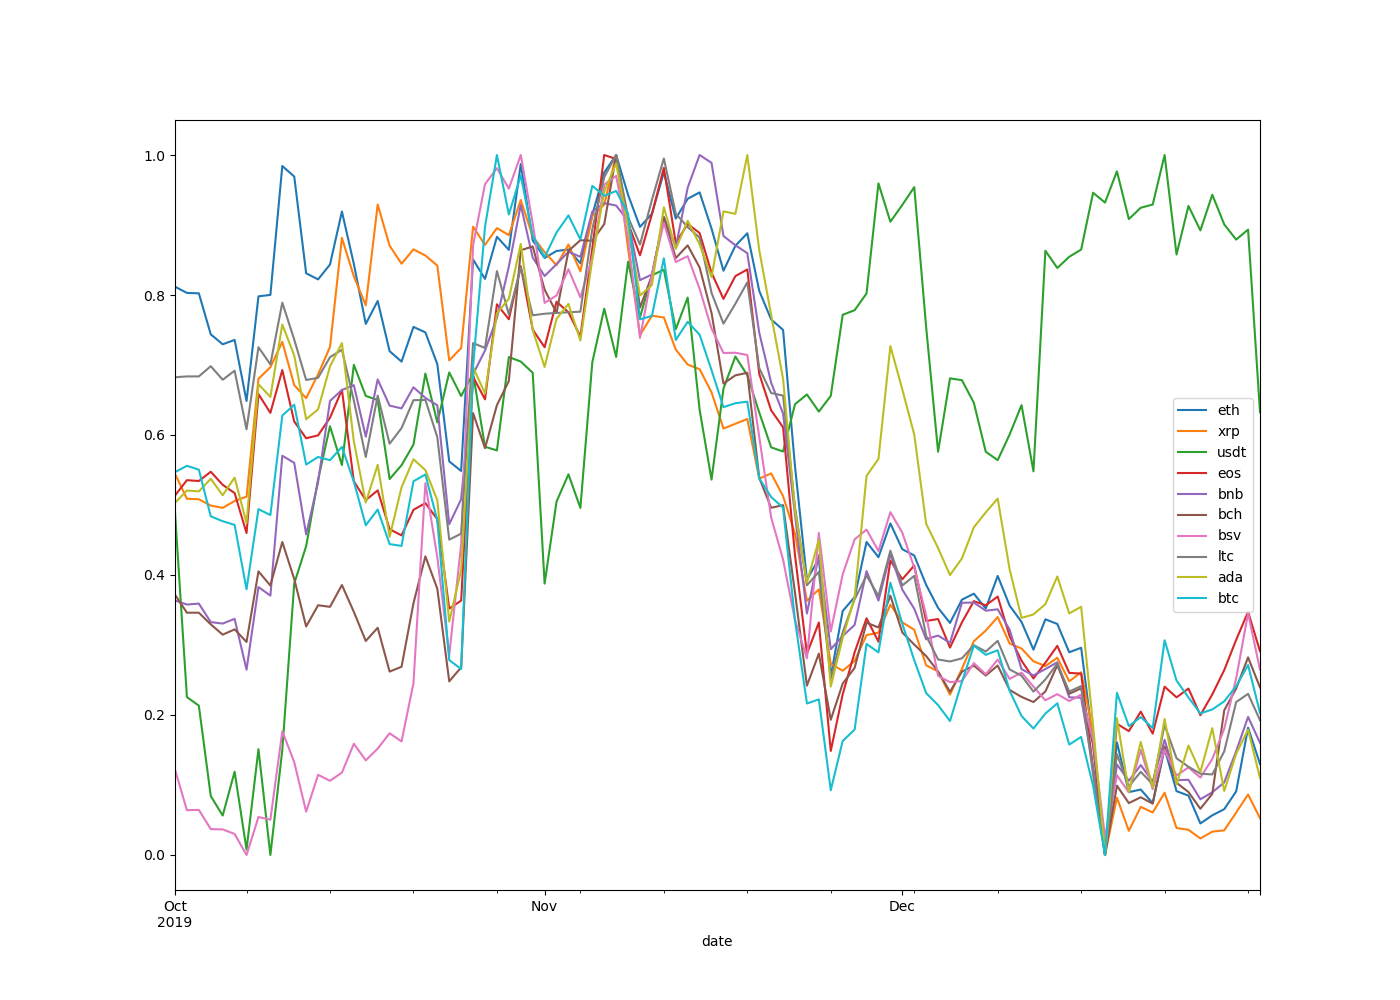 1.0
0.8
0.6
0.4
0.2
0.0
eth
xrp
usdt
eos
bnb
bch
bsv
ltc
ada
btc
Oct Nov Dec
2019
date